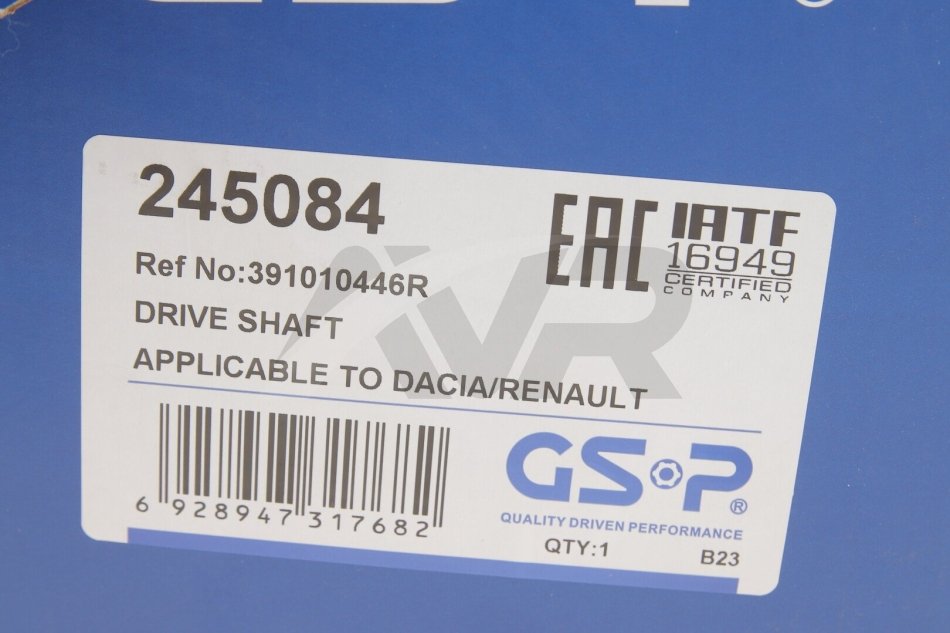 245084
EAC
IATF
16949
CERTIFIED
COMPANY
Ref No:391010446R
DRIVE SHAFT
APPLICABLE TO DACIA/RENAULT
6 928947 317682
GSP®
QUALITY DRIVEN PERFORMANCE
QTY:1
B23
IVR